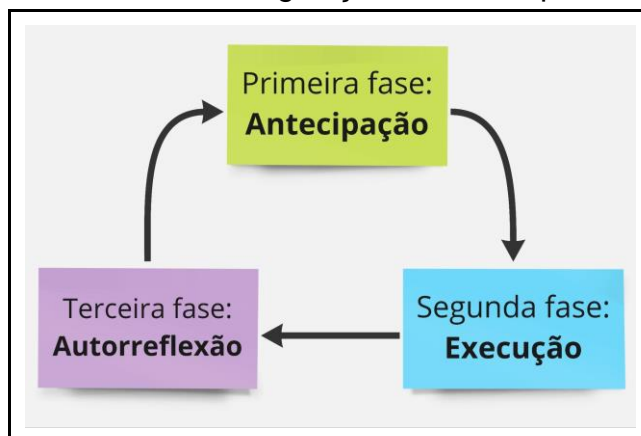 Primeira fase:
Antecipação
Segunda fase:
Execução
Terceira fase:
Autorreflexão